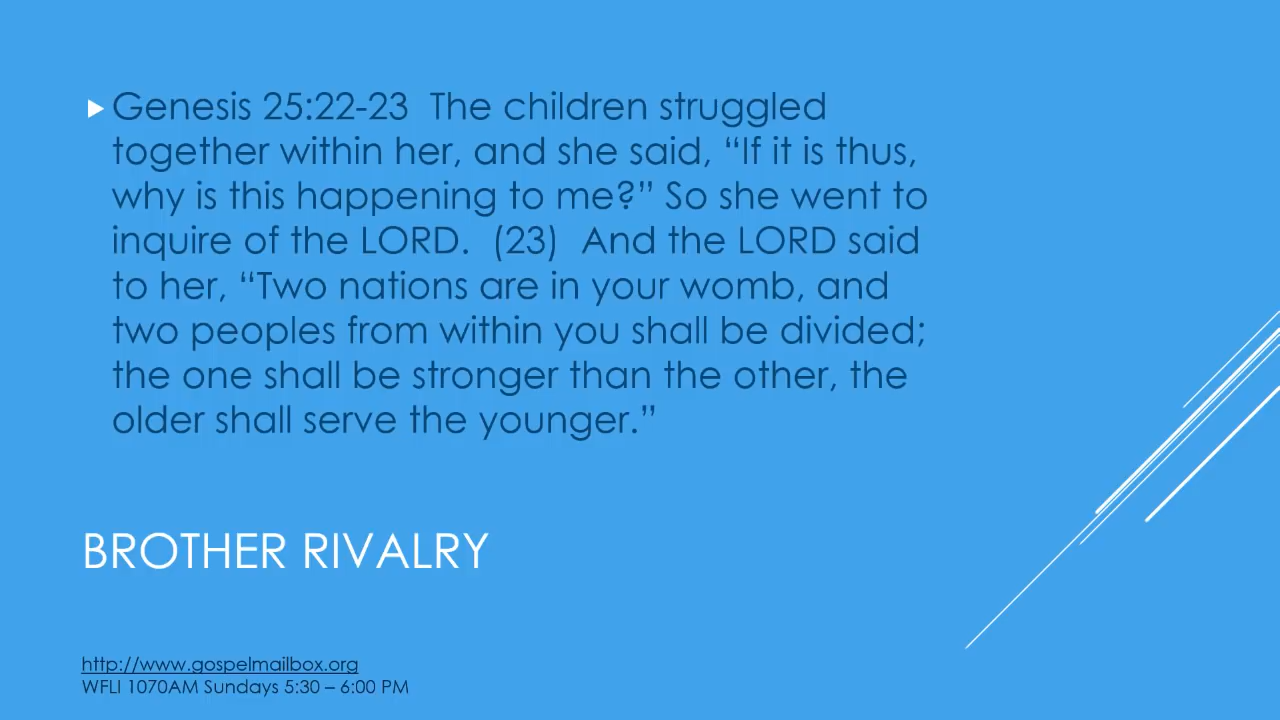 Genesis 25:22-23  The children struggled
together within her, and she said, “If it is thus,
why is this happening to me?” So she went to
inquire of the LORD.  (23)  And the LORD said
to her, “Two nations are in your womb, and
two peoples from within you shall be divided;
the one shall be stronger than the other, the
older shall serve the younger.”
BROTHER RIVALRY
http://www.gospelmailbox.org
WFLI 1070AM Sundays 5:30 – 6:00 PM